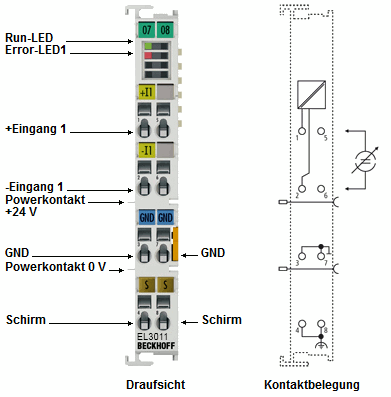 07 08
Run-LED
Error-LED1
+I1
+Eingang 1
-I1
-Eingang 1
Powerkontakt
+24 V
GND GND
GND
GND
Powerkontakt 0 V
S S
Schirm
Schirm
EL3011
BECKHOFF
1 5
2 6
3 7
4 8
Draufsicht
Kontaktbelegung